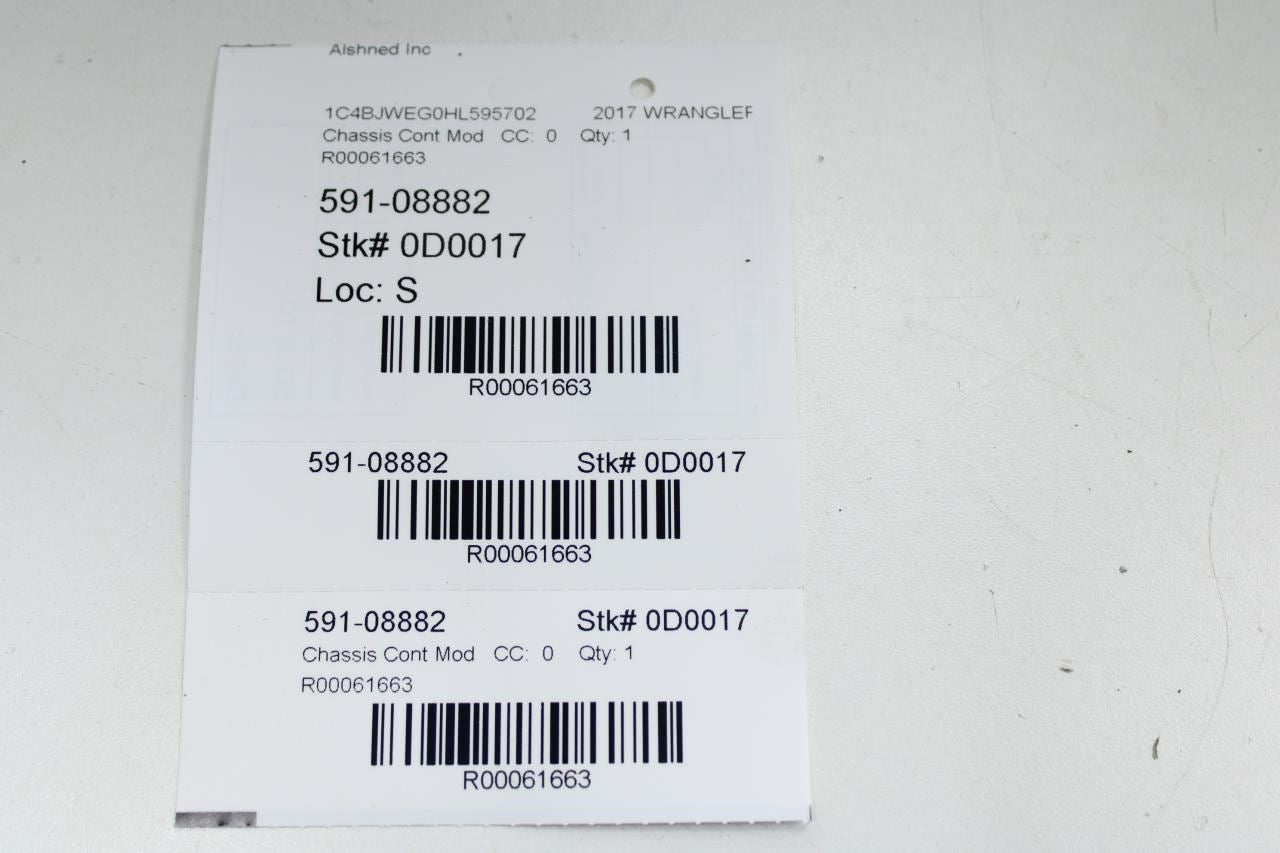 Alshned Inc
1C4BJWEG0HL595702 2017 WRANGLER
Chassis Cont Mod CC: 0 Qty: 1
R00061663
591-08882
Stk# 0D0017
Loc: S
R00061663
591-08882 Stk# 0D0017
R00061663
591-08882 Stk# 0D0017
Chassis Cont Mod CC: 0 Qty: 1
R00061663
R00061663